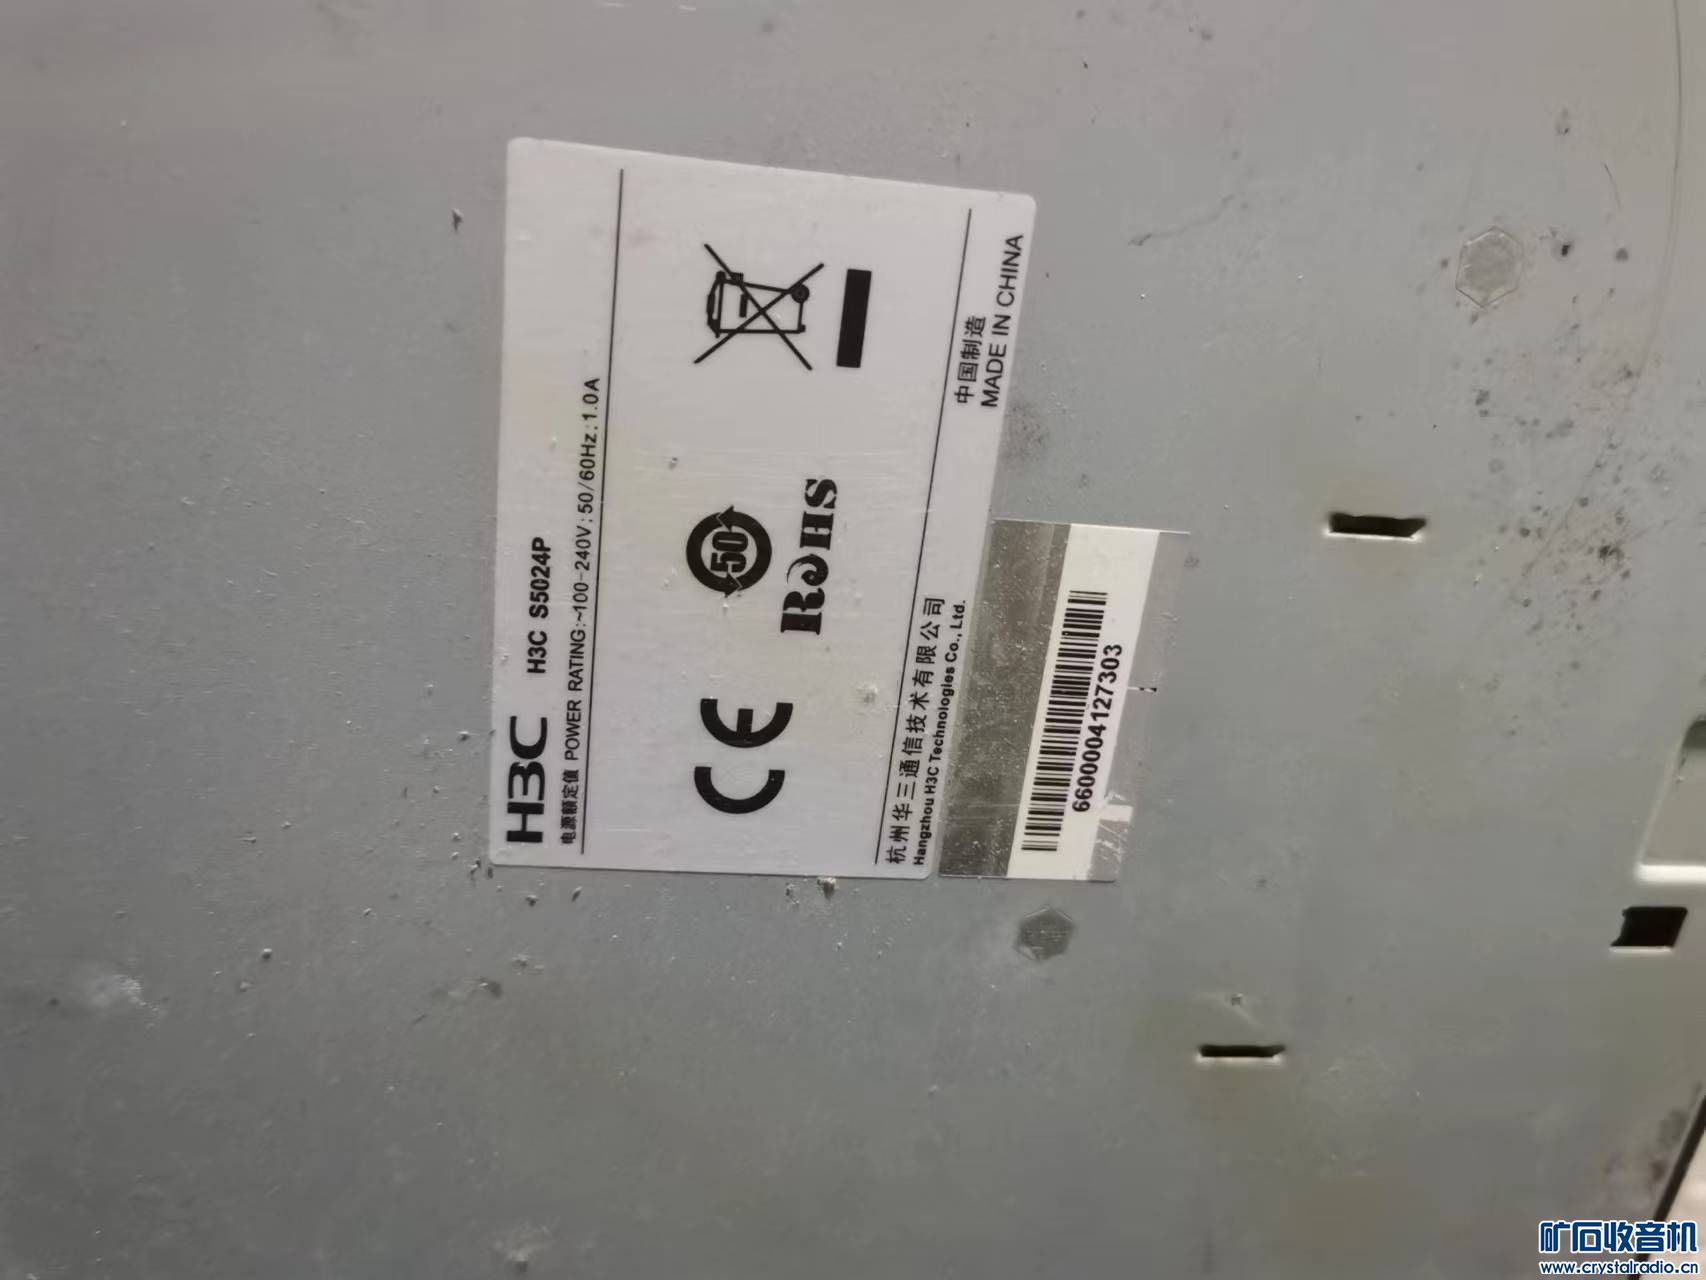 H3C H3C S5024P
电源额定值 POWER RATING:~100-240V;50/60Hz;1.0A
CE
50
RoHS
杭州华三通信技术有限公司
Hangzhou H3C Technologies Co., Ltd.
中国制造
MADE IN CHINA
6600004127303
矿石收音机
www.crystalradio.cn